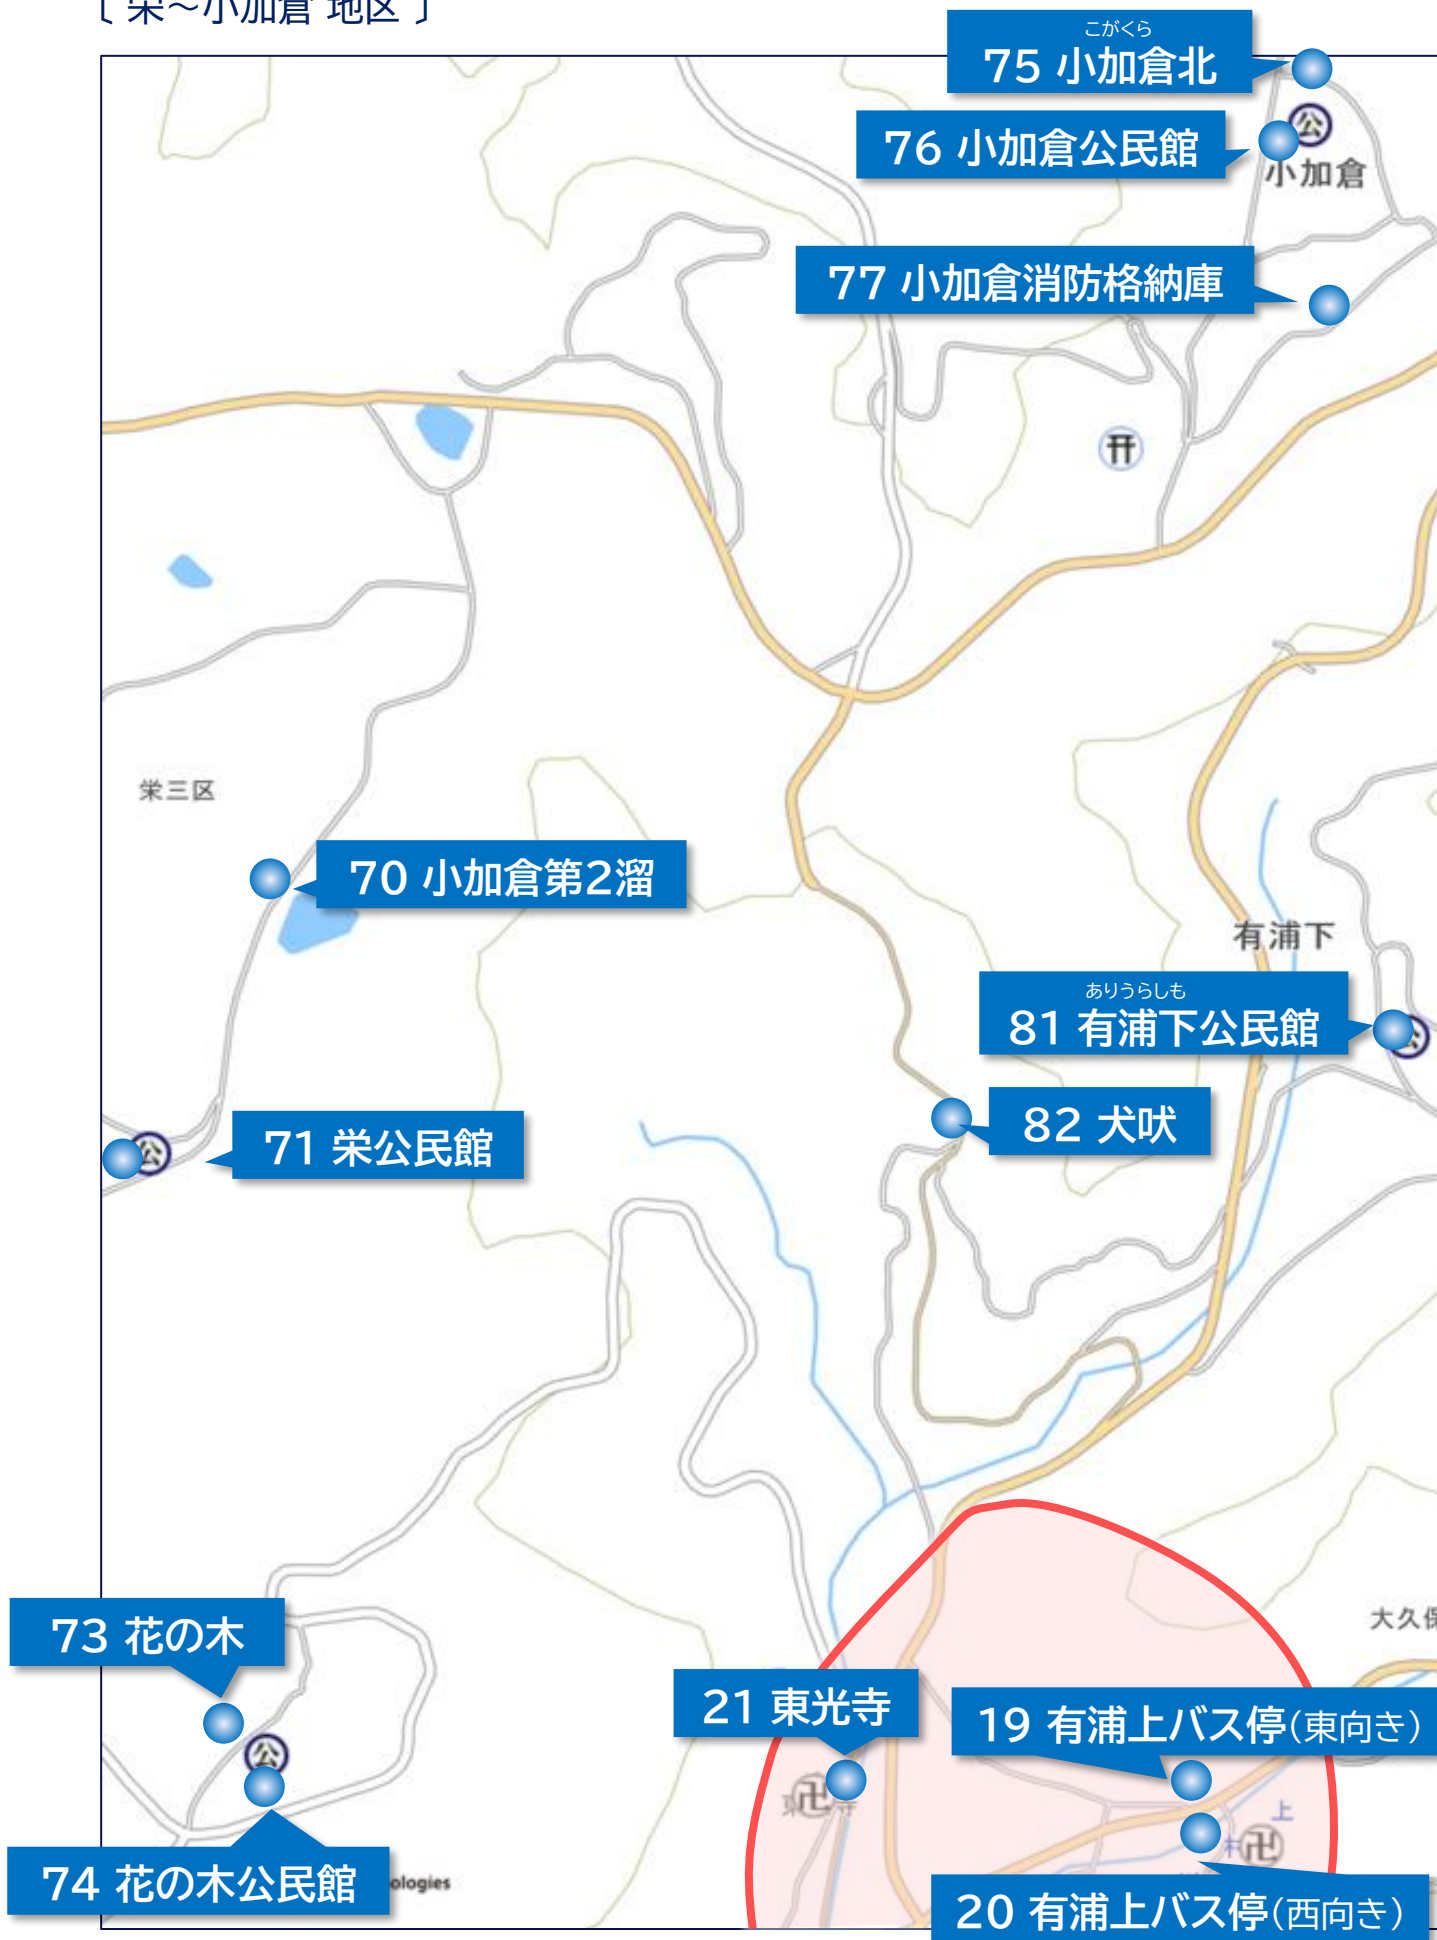 〔 栄～小加倉 地区 〕
こがくら
75 小加倉北
公
76 小加倉公民館
小加倉
77 小加倉消防格納庫
栄三区
70 小加倉第2溜
有浦下
ありうらしも
81 有浦下公民館
公
82 犬吠
71 栄公民館
公
73 花の木
大久保
21 東光寺
19 有浦上バス停(東向き)
公
上
村
74 花の木公民館
ologies
20 有浦上バス停(西向き)